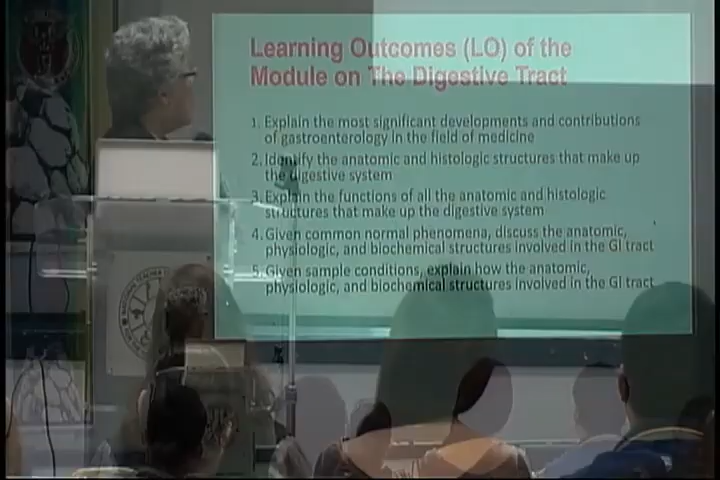 Learning Outcomes (LO) of the
Module on The Digestive Tract
1. Explain the most significant developments and contributions
of gastroenterology in the field of medicine
2. Identify the anatomic and histologic structures that make up
the digestive system
3. Explain the functions of all the anatomic and histologic
structures that make up the digestive system
4. Given common normal phenomena, discuss the anatomic,
physiologic, and biochemical structures involved in the GI tract
5. Given sample conditions, explain how the anatomic,
physiologic, and biochemical structures involved in the GI tract